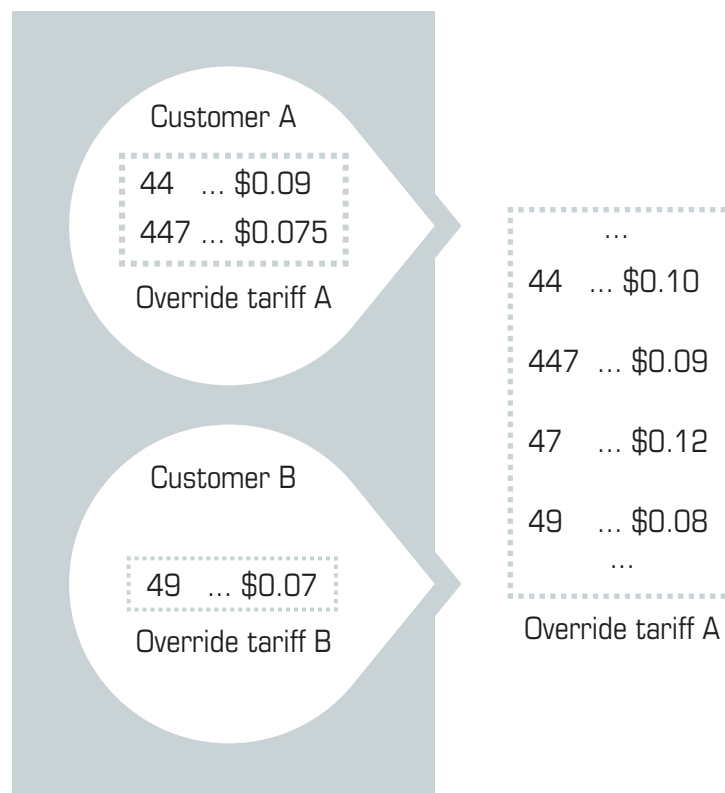 Customer A
44 ... $0.09
447 ... $0.075
Override tariff A
Customer B
49 ... $0.07
Override tariff B
...
44 ... $0.10
447 ... $0.09
47 ... $0.12
49 ... $0.08
...
Override tariff A